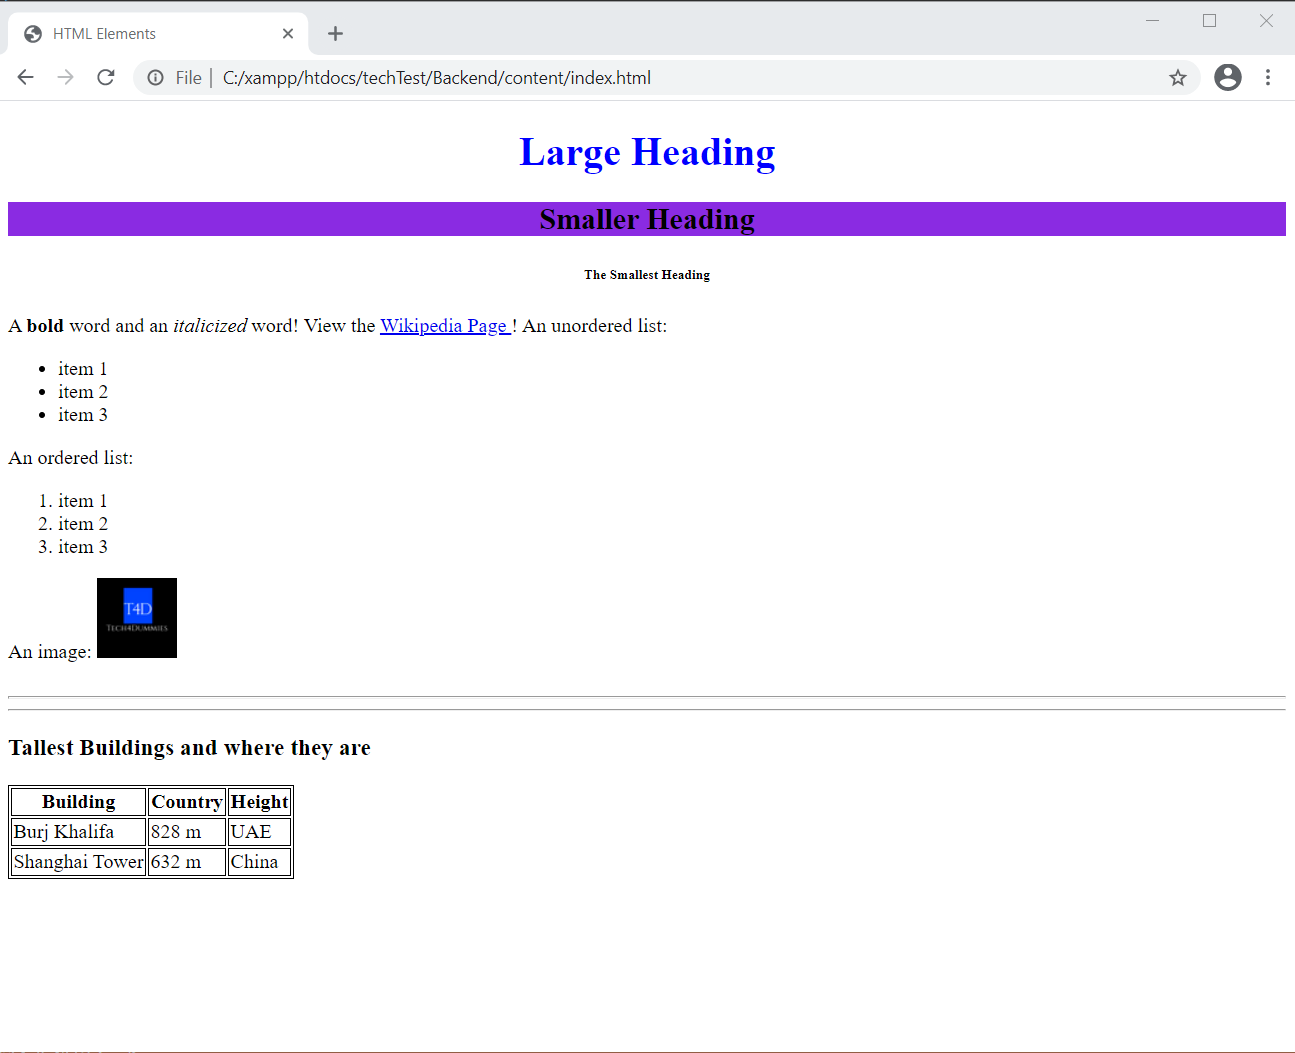 HTML Elements
File | C:/xampp/htdocs/techTest/Backend/content/index.html
Large Heading
Smaller Heading
The Smallest Heading
A bold word and an italicized word! View the Wikipedia Page ! An unordered list:
• item 1
• item 2
• item 3
An ordered list:
1. item 1
2. item 2
3. item 3
T4D
TECH4DUMMIES
An image:
Tallest Buildings and where they are
Building Country Height
Burj Khalifa 828 m UAE
Shanghai Tower 632 m China